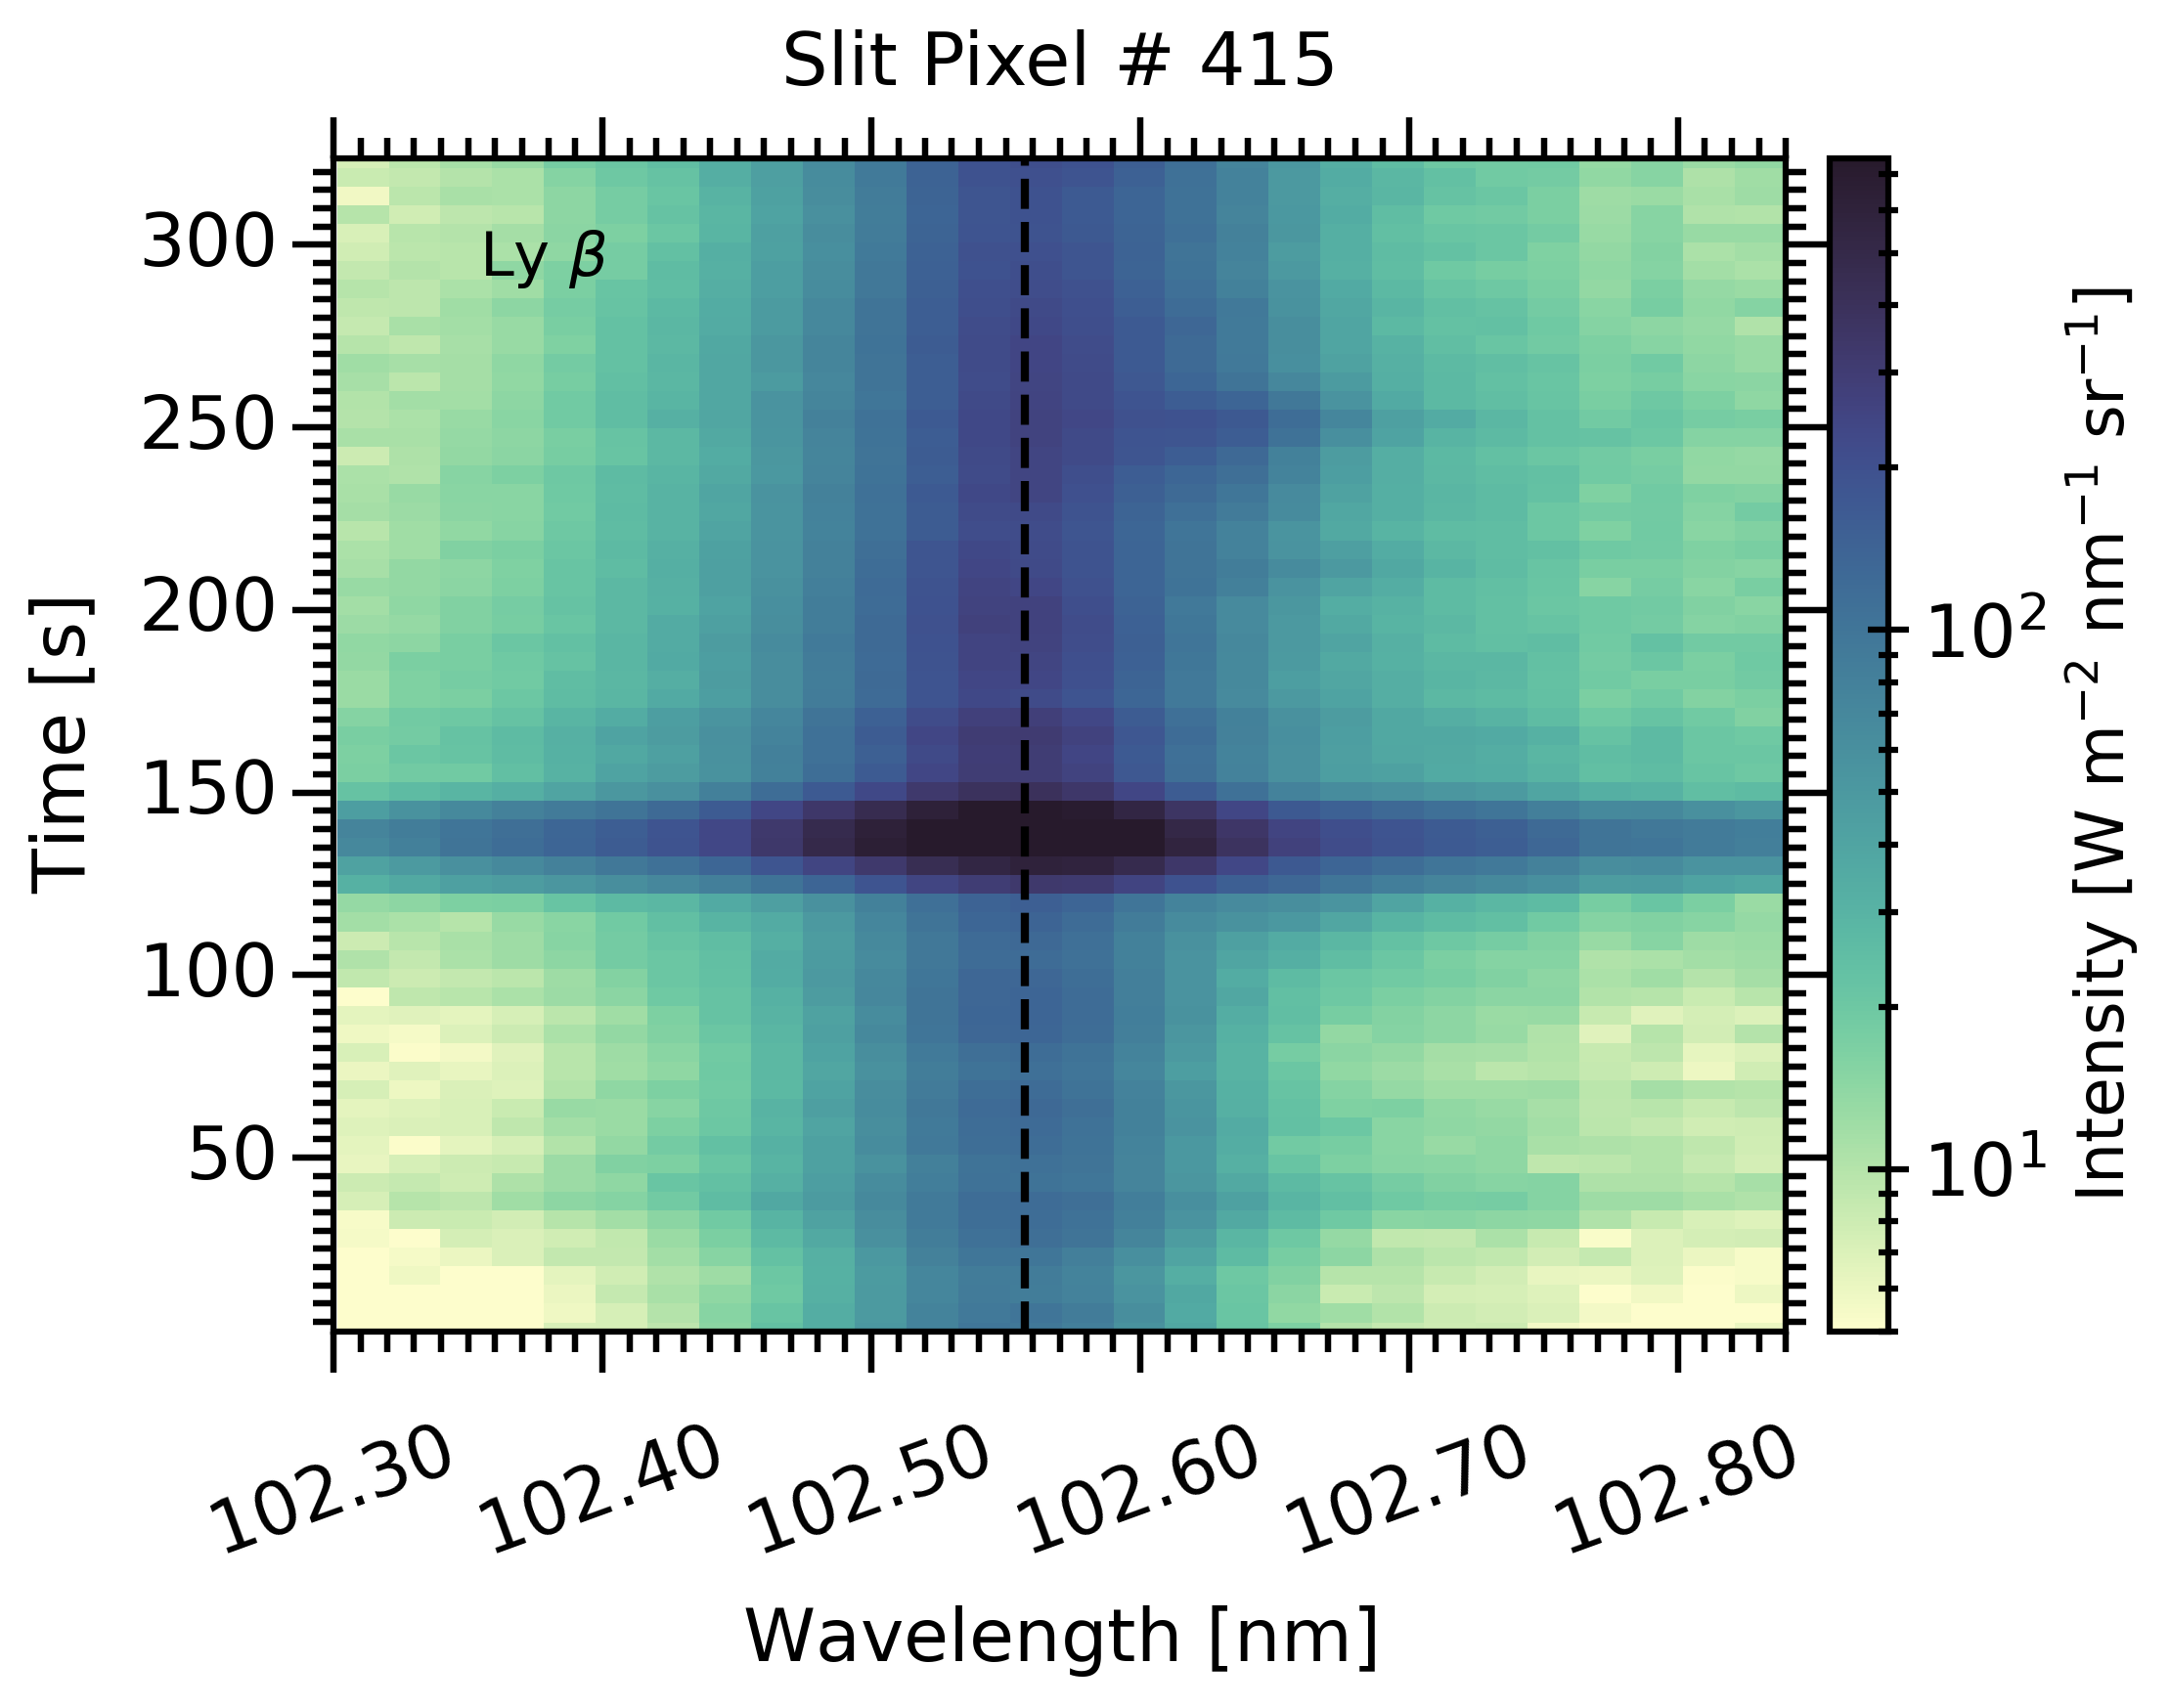 Slit Pixel # 415
Ly β
300
250
200
150
100
50
Time [s]
102.30 102.40 102.50 102.60 102.70 102.80
Wavelength [nm]
10²
10¹
Intensity [W m⁻² nm⁻¹ sr⁻¹]